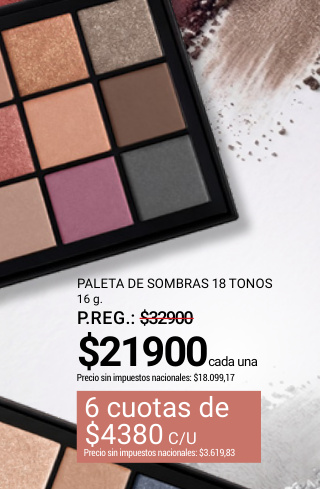 PALETA DE SOMBRAS 18 TONOS
16 g.
P.REG.: $32900
$21900 cada una
Precio sin impuestos nacionales: $18.099,17
6 cuotas de
$4380 C/U
Precio sin impuestos nacionales: $3.619,83